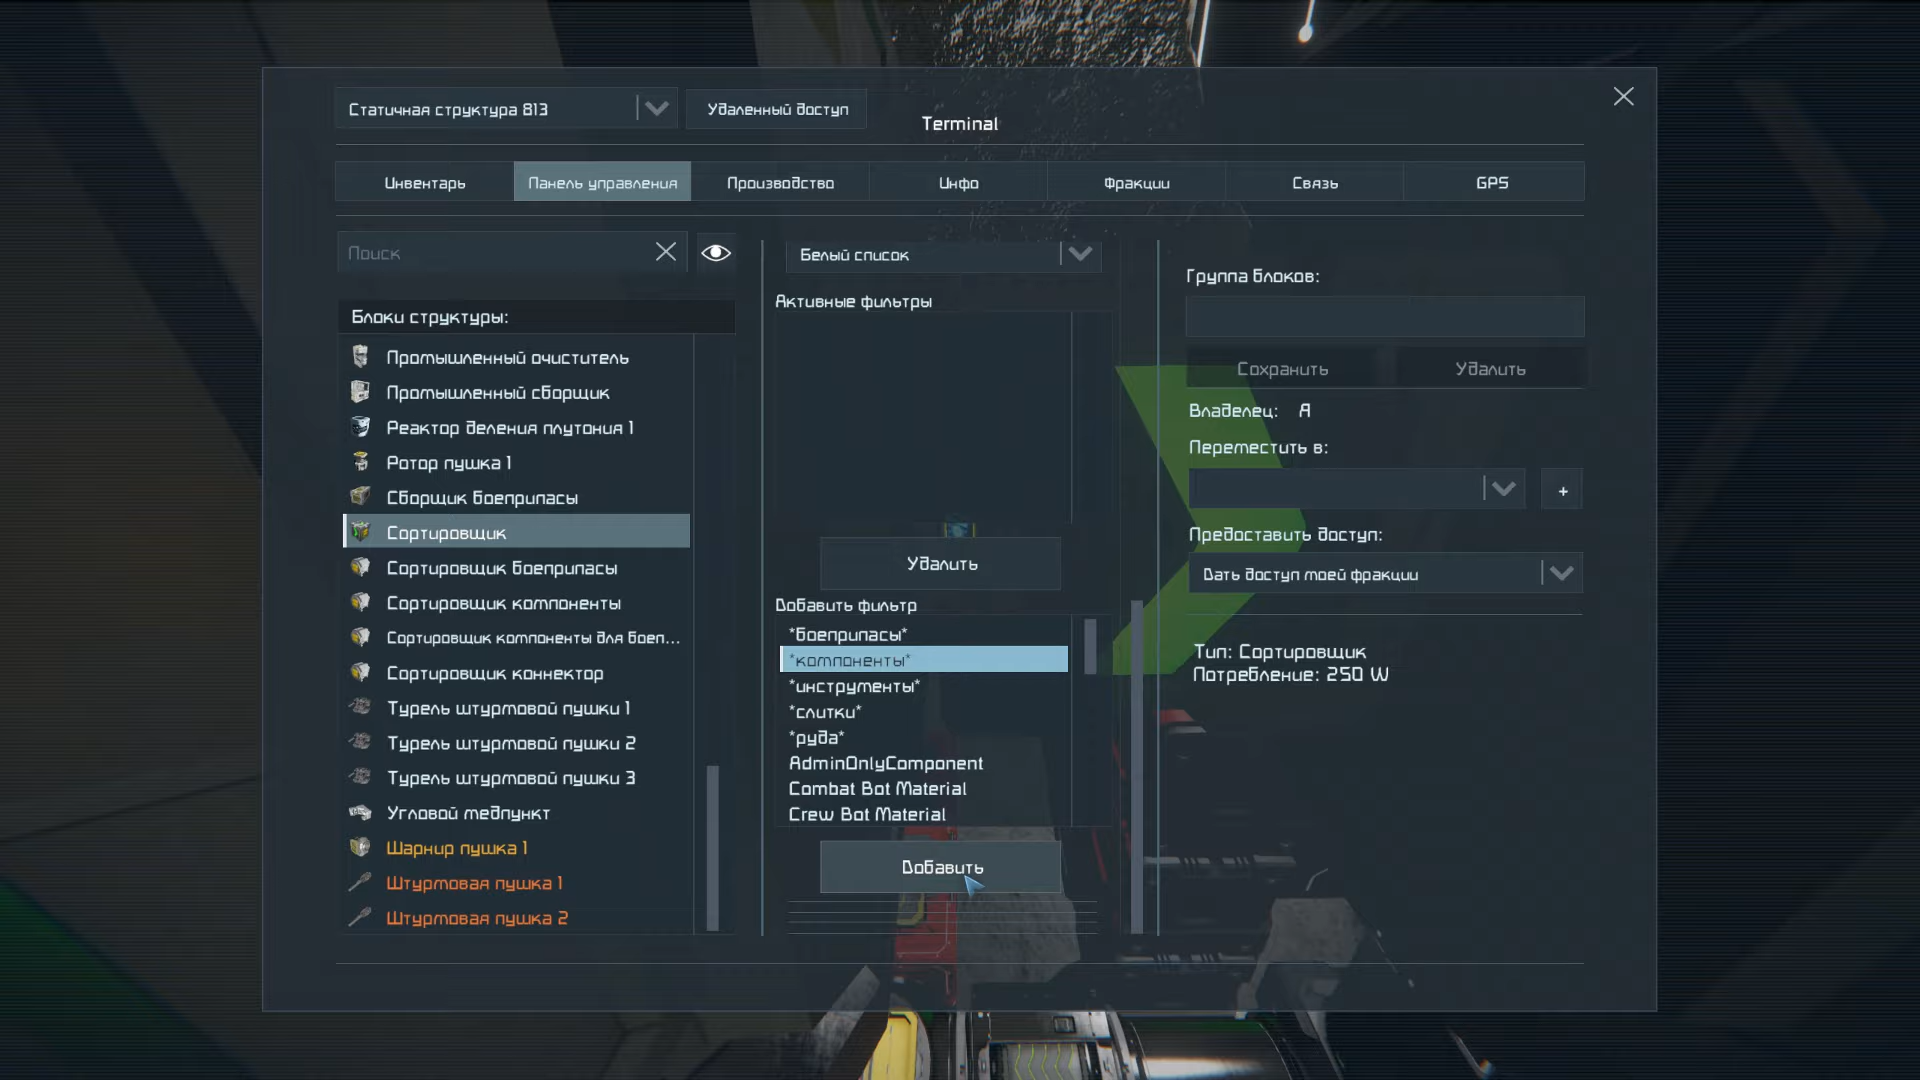 Статичная структура 813
Удаленный доступ
Terminal
Инвентарь
Панель управления
Производство
Инфо
Фракции
Связь
GPS
Поиск
Блоки структуры:
Промышленный очиститель
Промышленный сборщик
Реактор деления плутония 1
Ротор пушка 1
Сборщик боеприпасы
Сортировщик
Сортировщик боеприпасы
Сортировщик компоненты
Сортировщик компоненты для боеп...
Сортировщик коннектор
Турель штурмовой пушки 1
Турель штурмовой пушки 2
Турель штурмовой пушки 3
Угловой медпункт
Шарнир пушка 1
Штурмовая пушка 1
Штурмовая пушка 2
Белый список
Активные фильтры
Удалить
Добавить фильтр
*боеприпасы*
*компоненты*
*инструменты*
*слитки*
*руда*
AdminOnlyComponent
Combat Bot Material
Crew Bot Material
Добавить
Группа блоков:
Сохранить
Удалить
Владелец: А
Переместить в:
+
Предоставить доступ:
Дать доступ моей фракции
Тип: Сортировщик
Потребление: 250 W